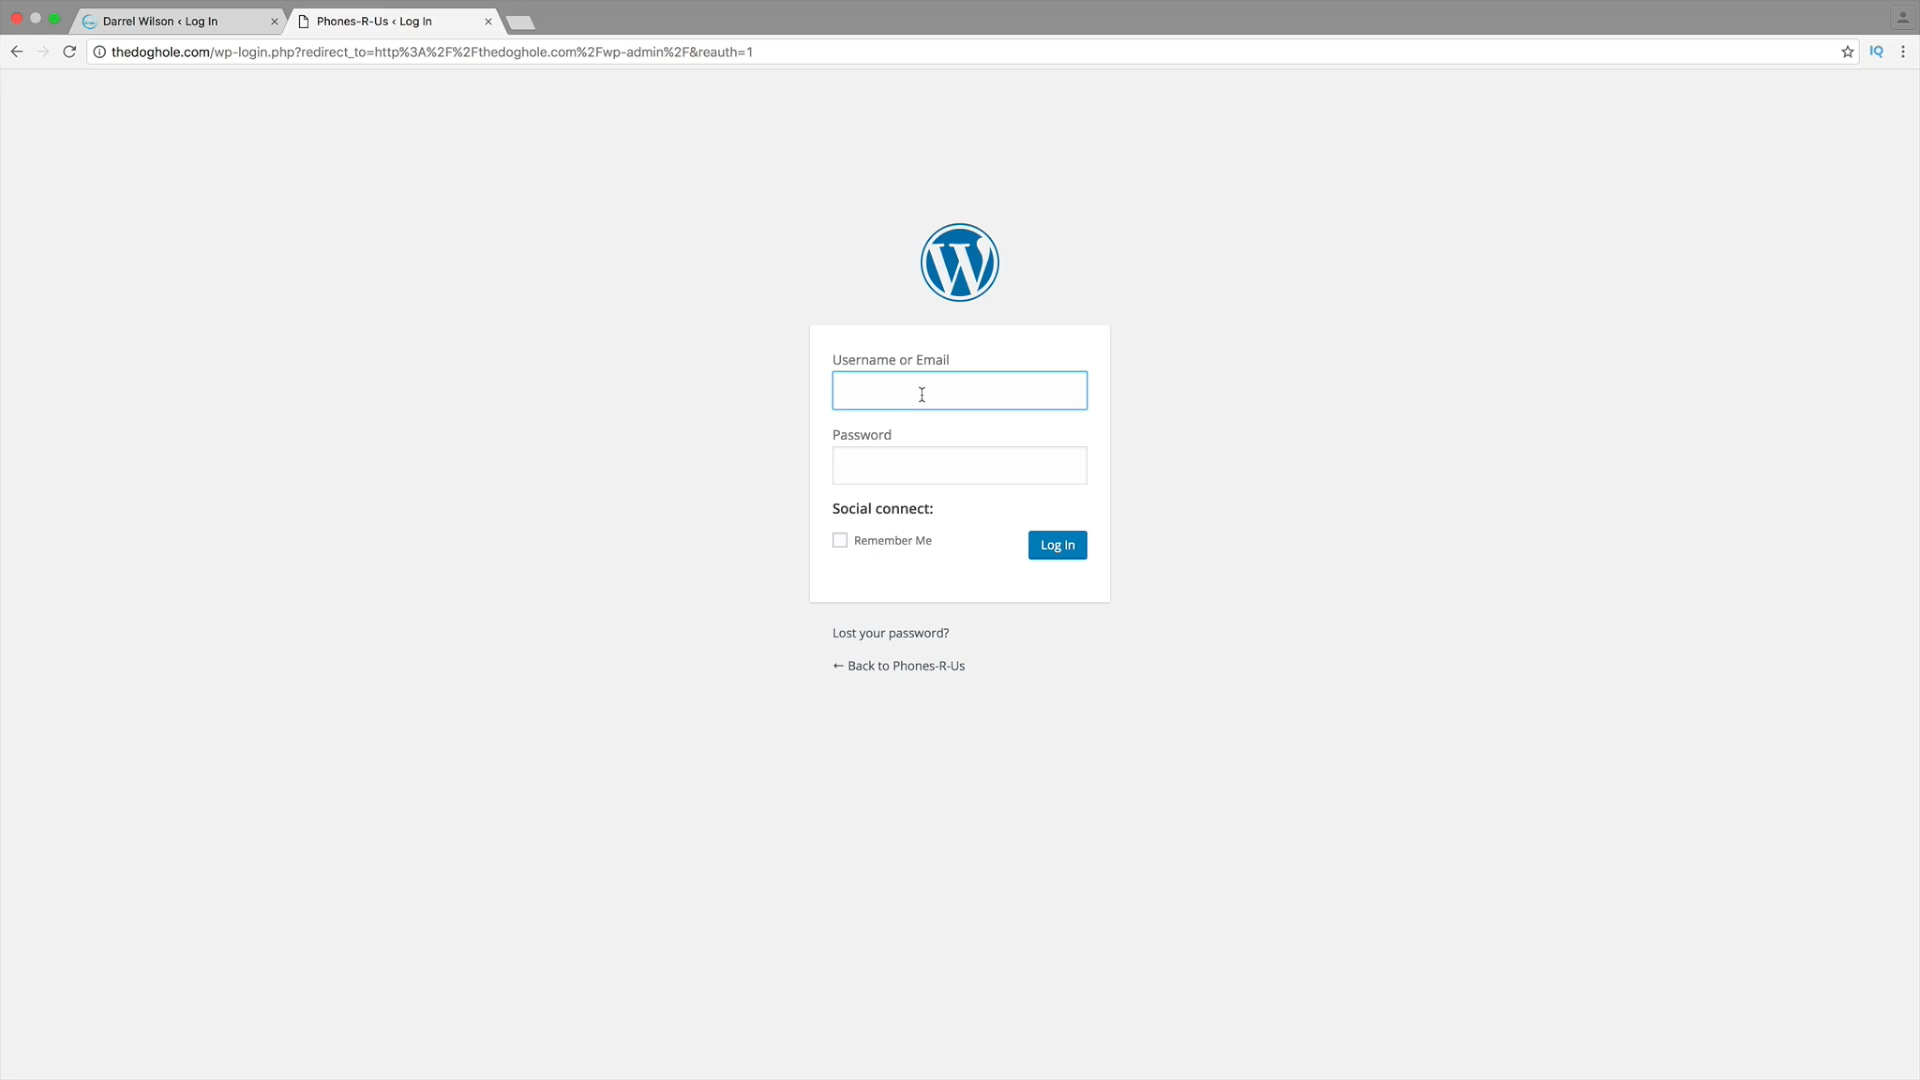 Darrel Wilson ‹ Log In
Phones-R-Us ‹ Log In
thedoghole.com/wp-login.php?redirect_to=http%3A%2F%2Fthedoghole.com%2Fwp-admin%2F&reauth=1
IQ
W
Username or Email
Password
Social connect:
Remember Me
Log In
Lost your password?
← Back to Phones-R-Us